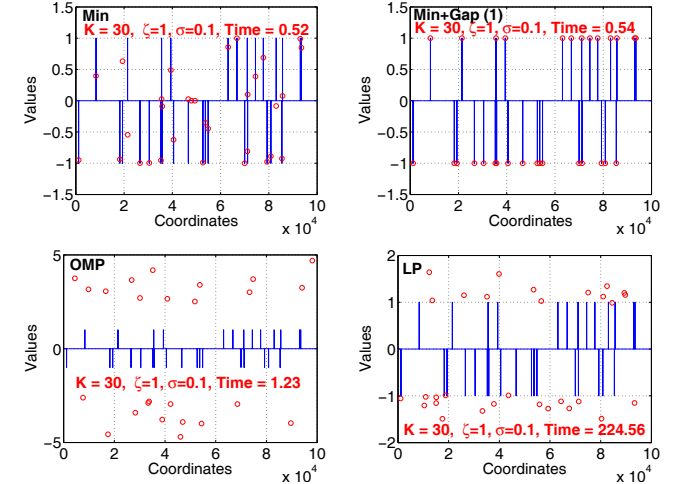 Min
K = 30, ζ=1, σ=0.1, Time = 0.52
1.5
1
0.5
0
−0.5
−1
−1.5
Values
0 2 4 6 8 10
Coordinates
x 10^4
Min+Gap (1)
K = 30, ζ=1, σ=0.1, Time = 0.54
1.5
1
0.5
0
−0.5
−1
−1.5
Values
0 2 4 6 8 10
Coordinates
x 10^4
OMP
K = 30, ζ=1, σ=0.1, Time = 1.23
5
0
−5
Values
0 2 4 6 8 10
Coordinates
x 10^4
LP
K = 30, ζ=1, σ=0.1, Time = 224.56
2
1
0
−1
−2
Values
0 2 4 6 8 10
Coordinates
x 10^4